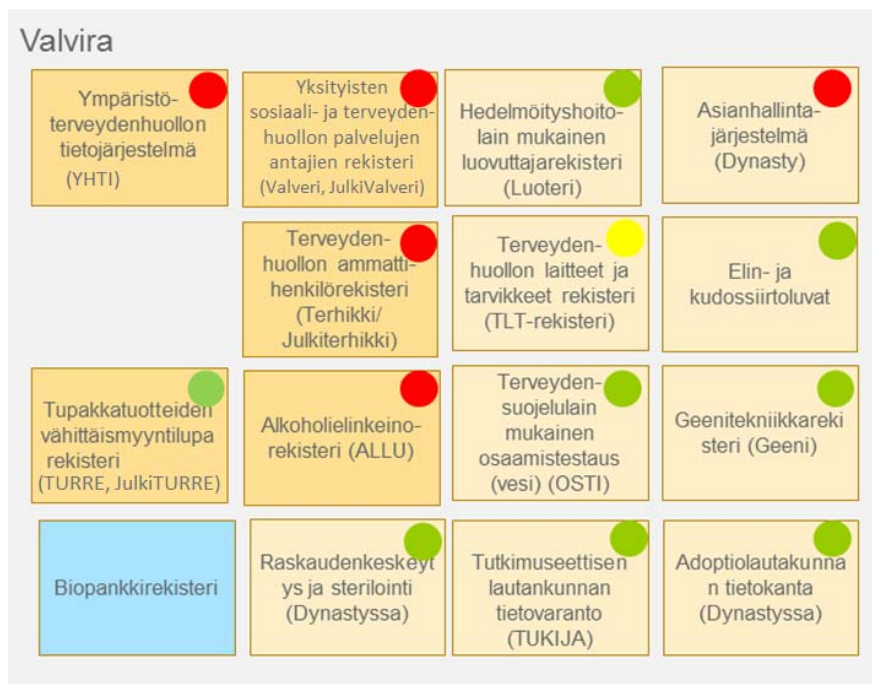 Valvira
Ympäristö-
terveydenhuollon
tietojärjestelmä
(YHTI)
Yksityisten
sosiaali- ja terveyden-
huollon palvelujen
antajien rekisteri
(Valveri, JulkiValveri)
Hedelmöityshoito-
lain mukainen
luovuttajarekisteri
(Luoteri)
Asianhallinta-
järjestelmä
(Dynasty)
Terveyden-
huollon ammatti-
henkilörekisteri
(Terhikki/
Julkiterhikki)
Terveyden-
huollon laitteet ja
tarvikkeet rekisteri
(TLT-rekisteri)
Elin- ja
kudossiirtoluvat
Tupakkatuotteiden
vähittäismyyntilupa
rekisteri
(TURRE, JulkiTURRE)
Alkoholielinkeino-
rekisteri (ALLU)
Terveyden-
suojelulain
mukainen
osaamistestaus
(vesi) (OSTI)
Geenitekniikkareki
steri (Geeni)
Biopankkirekisteri
Raskaudenkeskeyt
ys ja sterilointi
(Dynastyssa)
Tutkimuseettisen
lautankunnan
tietovaranto
(TUKIJA)
Adoptiolautakunna
n tietokanta
(Dynastyssa)